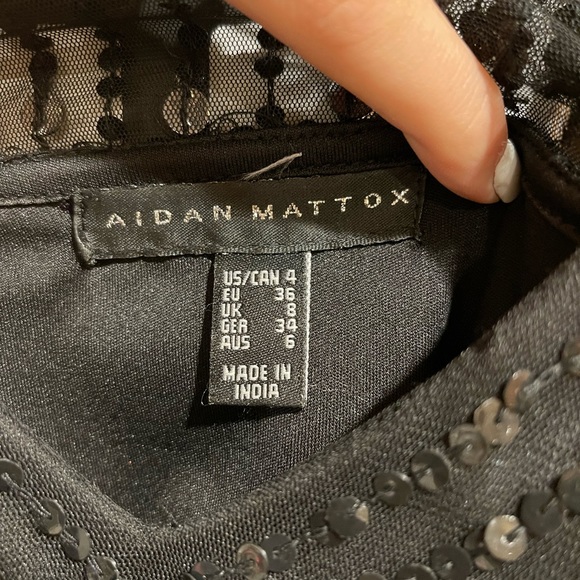 AIDAN MATTOX
US/CAN 4
EU 36
UK 8
GER 34
AUS 6
MADE IN
INDIA